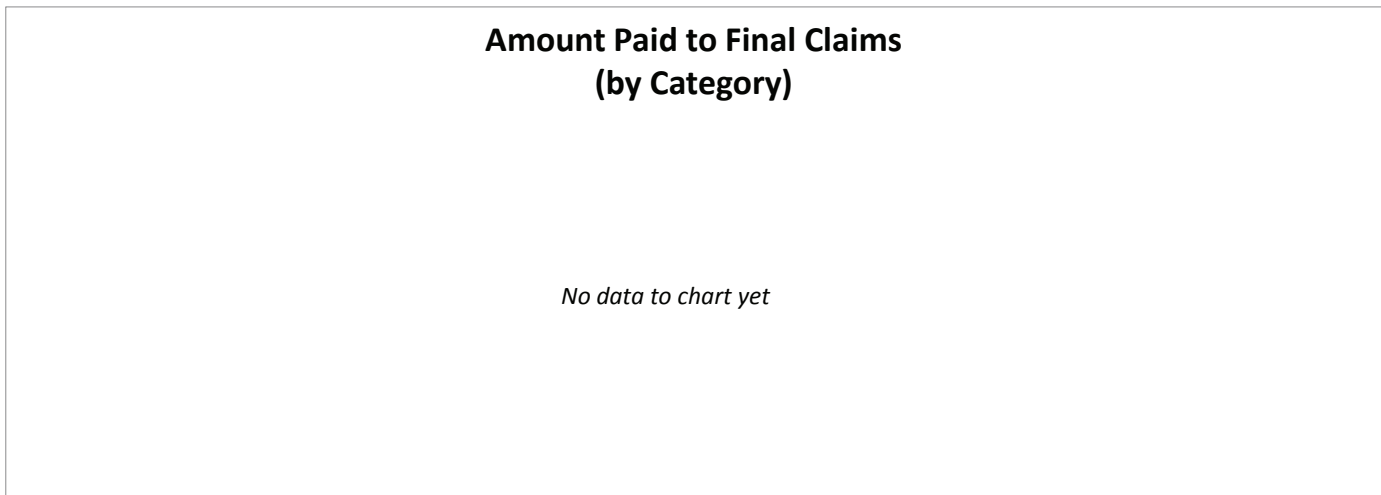 Amount Paid to Final Claims
(by Category)
No data to chart yet